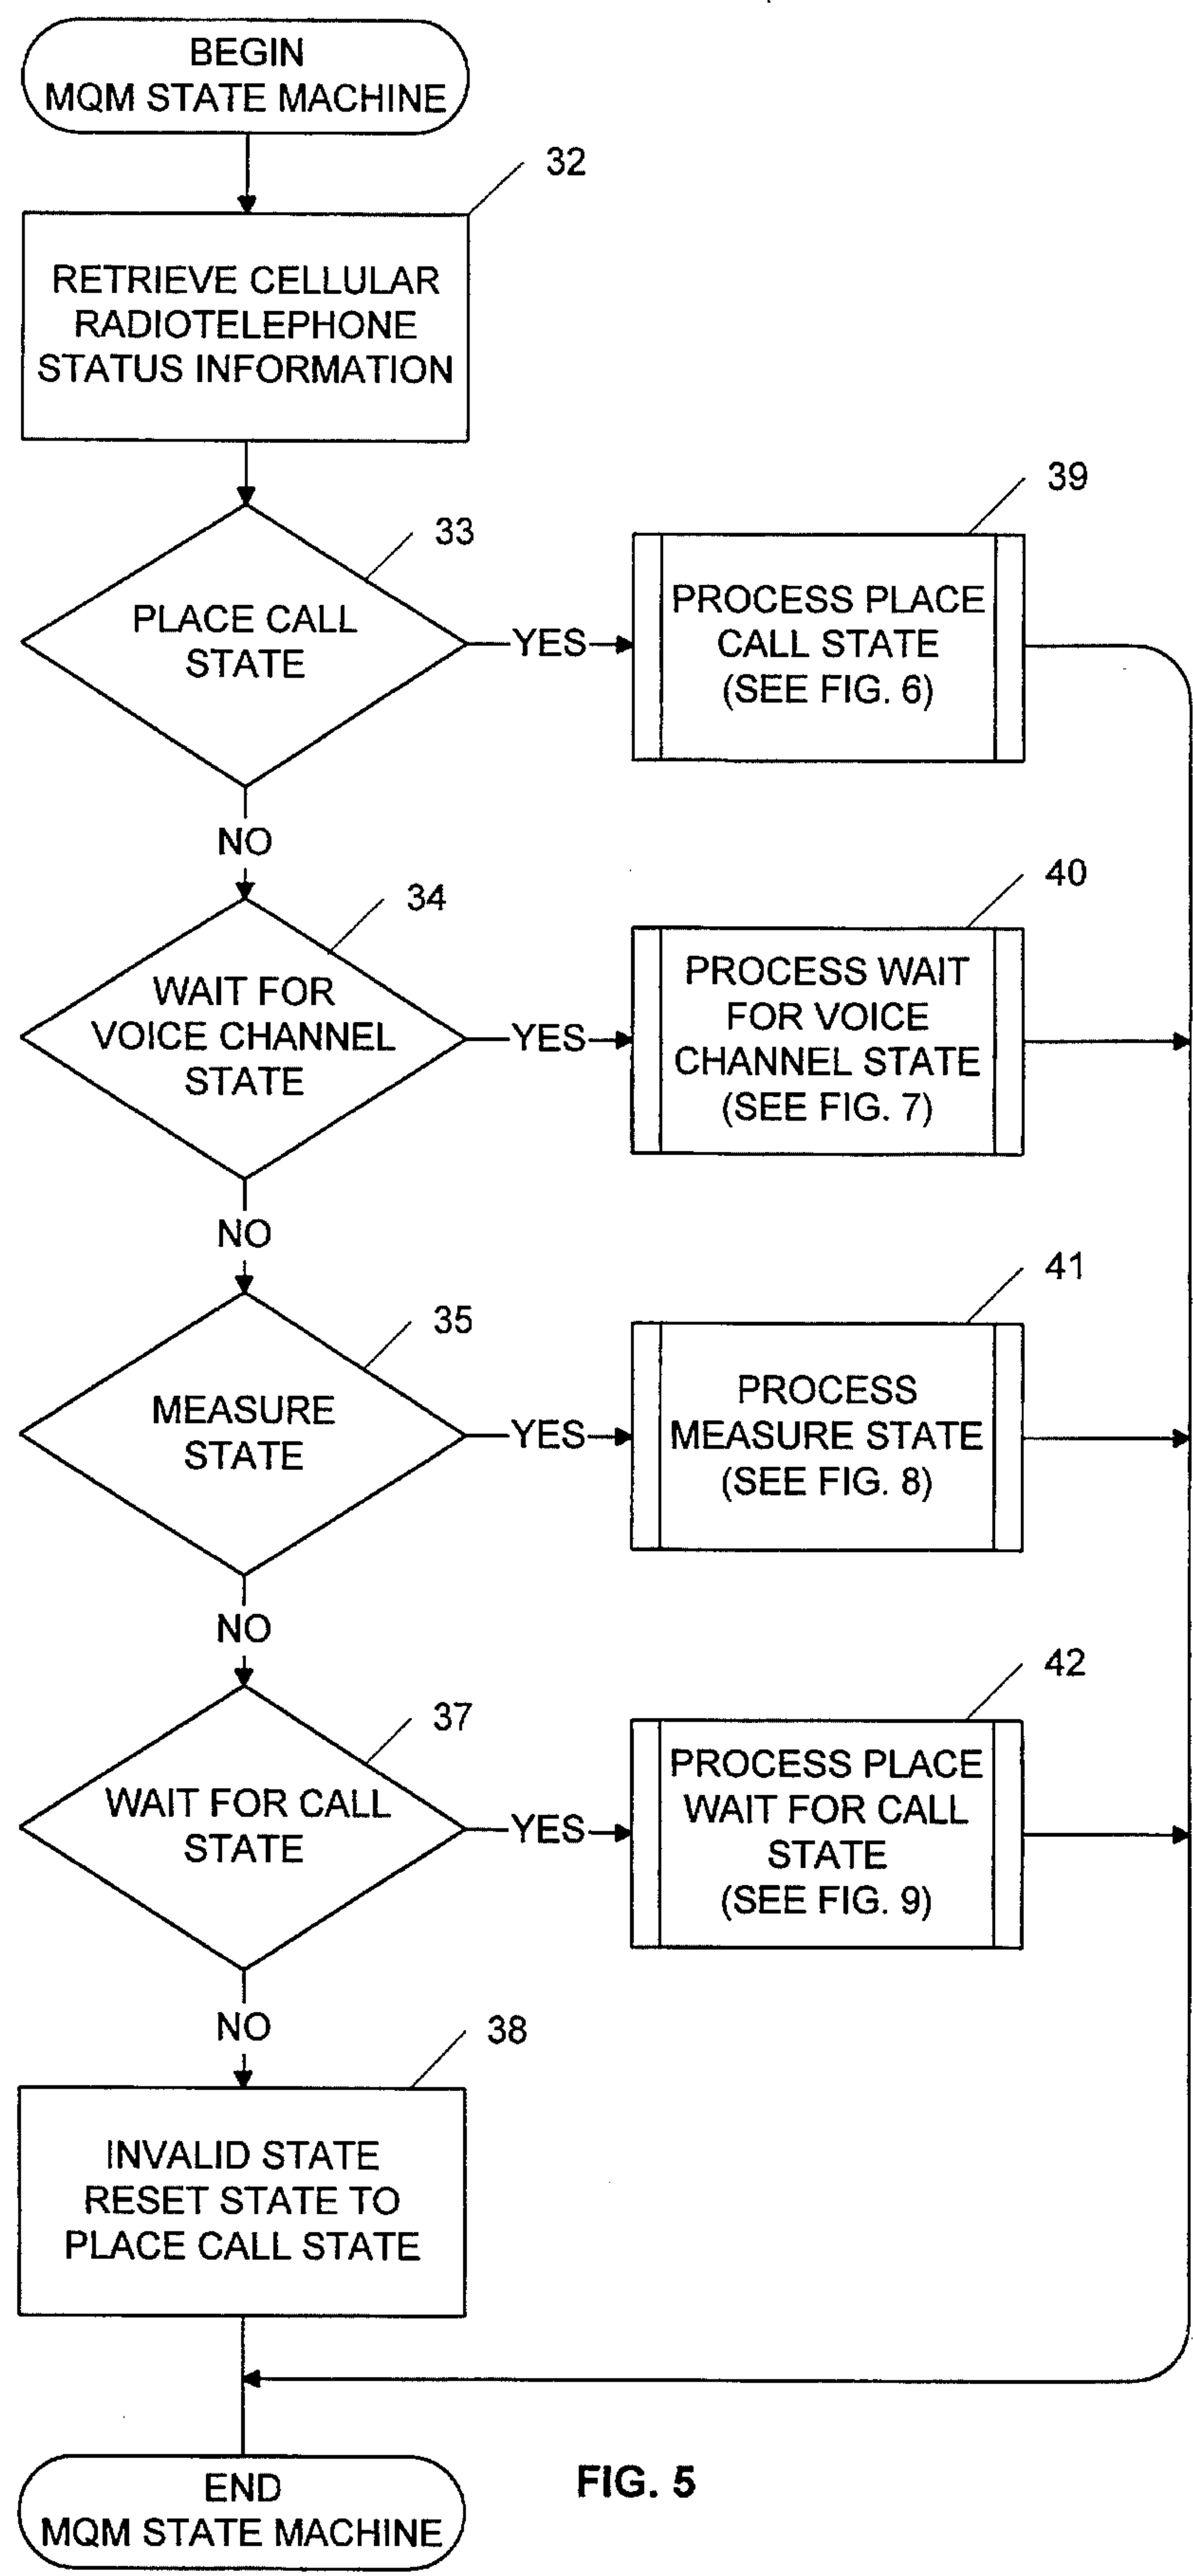 BEGIN
MQM STATE MACHINE
32
RETRIEVE CELLULAR
RADIOTELEPHONE
STATUS INFORMATION
33
PLACE CALL
STATE
YES
39
PROCESS PLACE
CALL STATE
(SEE FIG. 6)
NO
34
WAIT FOR
VOICE CHANNEL
STATE
YES
40
PROCESS WAIT
FOR VOICE
CHANNEL STATE
(SEE FIG. 7)
NO
35
MEASURE
STATE
YES
41
PROCESS
MEASURE STATE
(SEE FIG. 8)
NO
37
WAIT FOR CALL
STATE
YES
42
PROCESS PLACE
WAIT FOR CALL
STATE
(SEE FIG. 9)
NO
38
INVALID STATE
RESET STATE TO
PLACE CALL STATE
END
MQM STATE MACHINE
FIG. 5